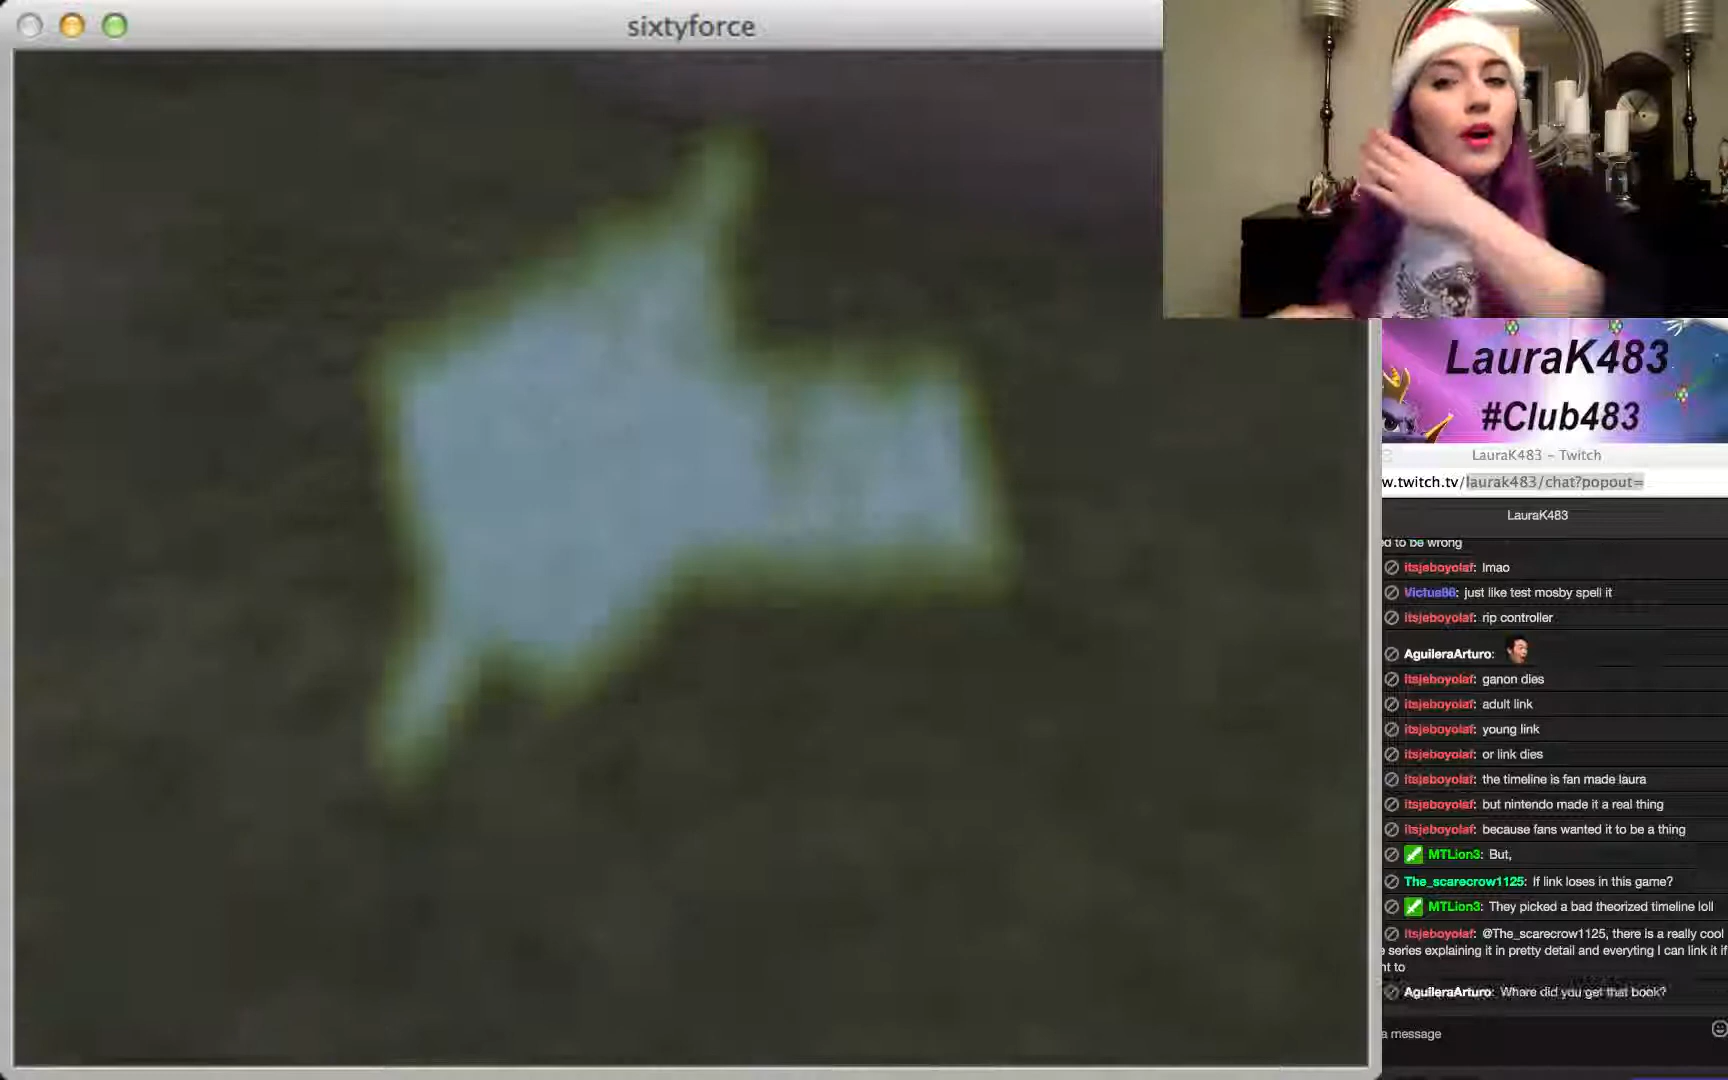 sixtyforce
LauraK483
#Club483
LauraK483 – Twitch
w.twitch.tv/laurak483/chat?popout=
LauraK483
ed to be wrong
itsjeboyolaf: lmao
Victus86: just like test mosby spell it
itsjeboyolaf: rip controller
AguileraArturo:
itsjeboyolaf: ganon dies
itsjeboyolaf: adult link
itsjeboyolaf: young link
itsjeboyolaf: or link dies
itsjeboyolaf: the timeline is fan made laura
itsjeboyolaf: but nintendo made it a real thing
itsjeboyolaf: because fans wanted it to be a thing
MTLion3: But,
The_scarecrow1125: If link loses in this game?
MTLion3: They picked a bad theorized timeline loll
itsjeboyolaf: @The_scarecrow1125, there is a really cool
e series explaining it in pretty detail and everyting I can link it if
nt to
AguileraArturo: Where did you get that book?
a message